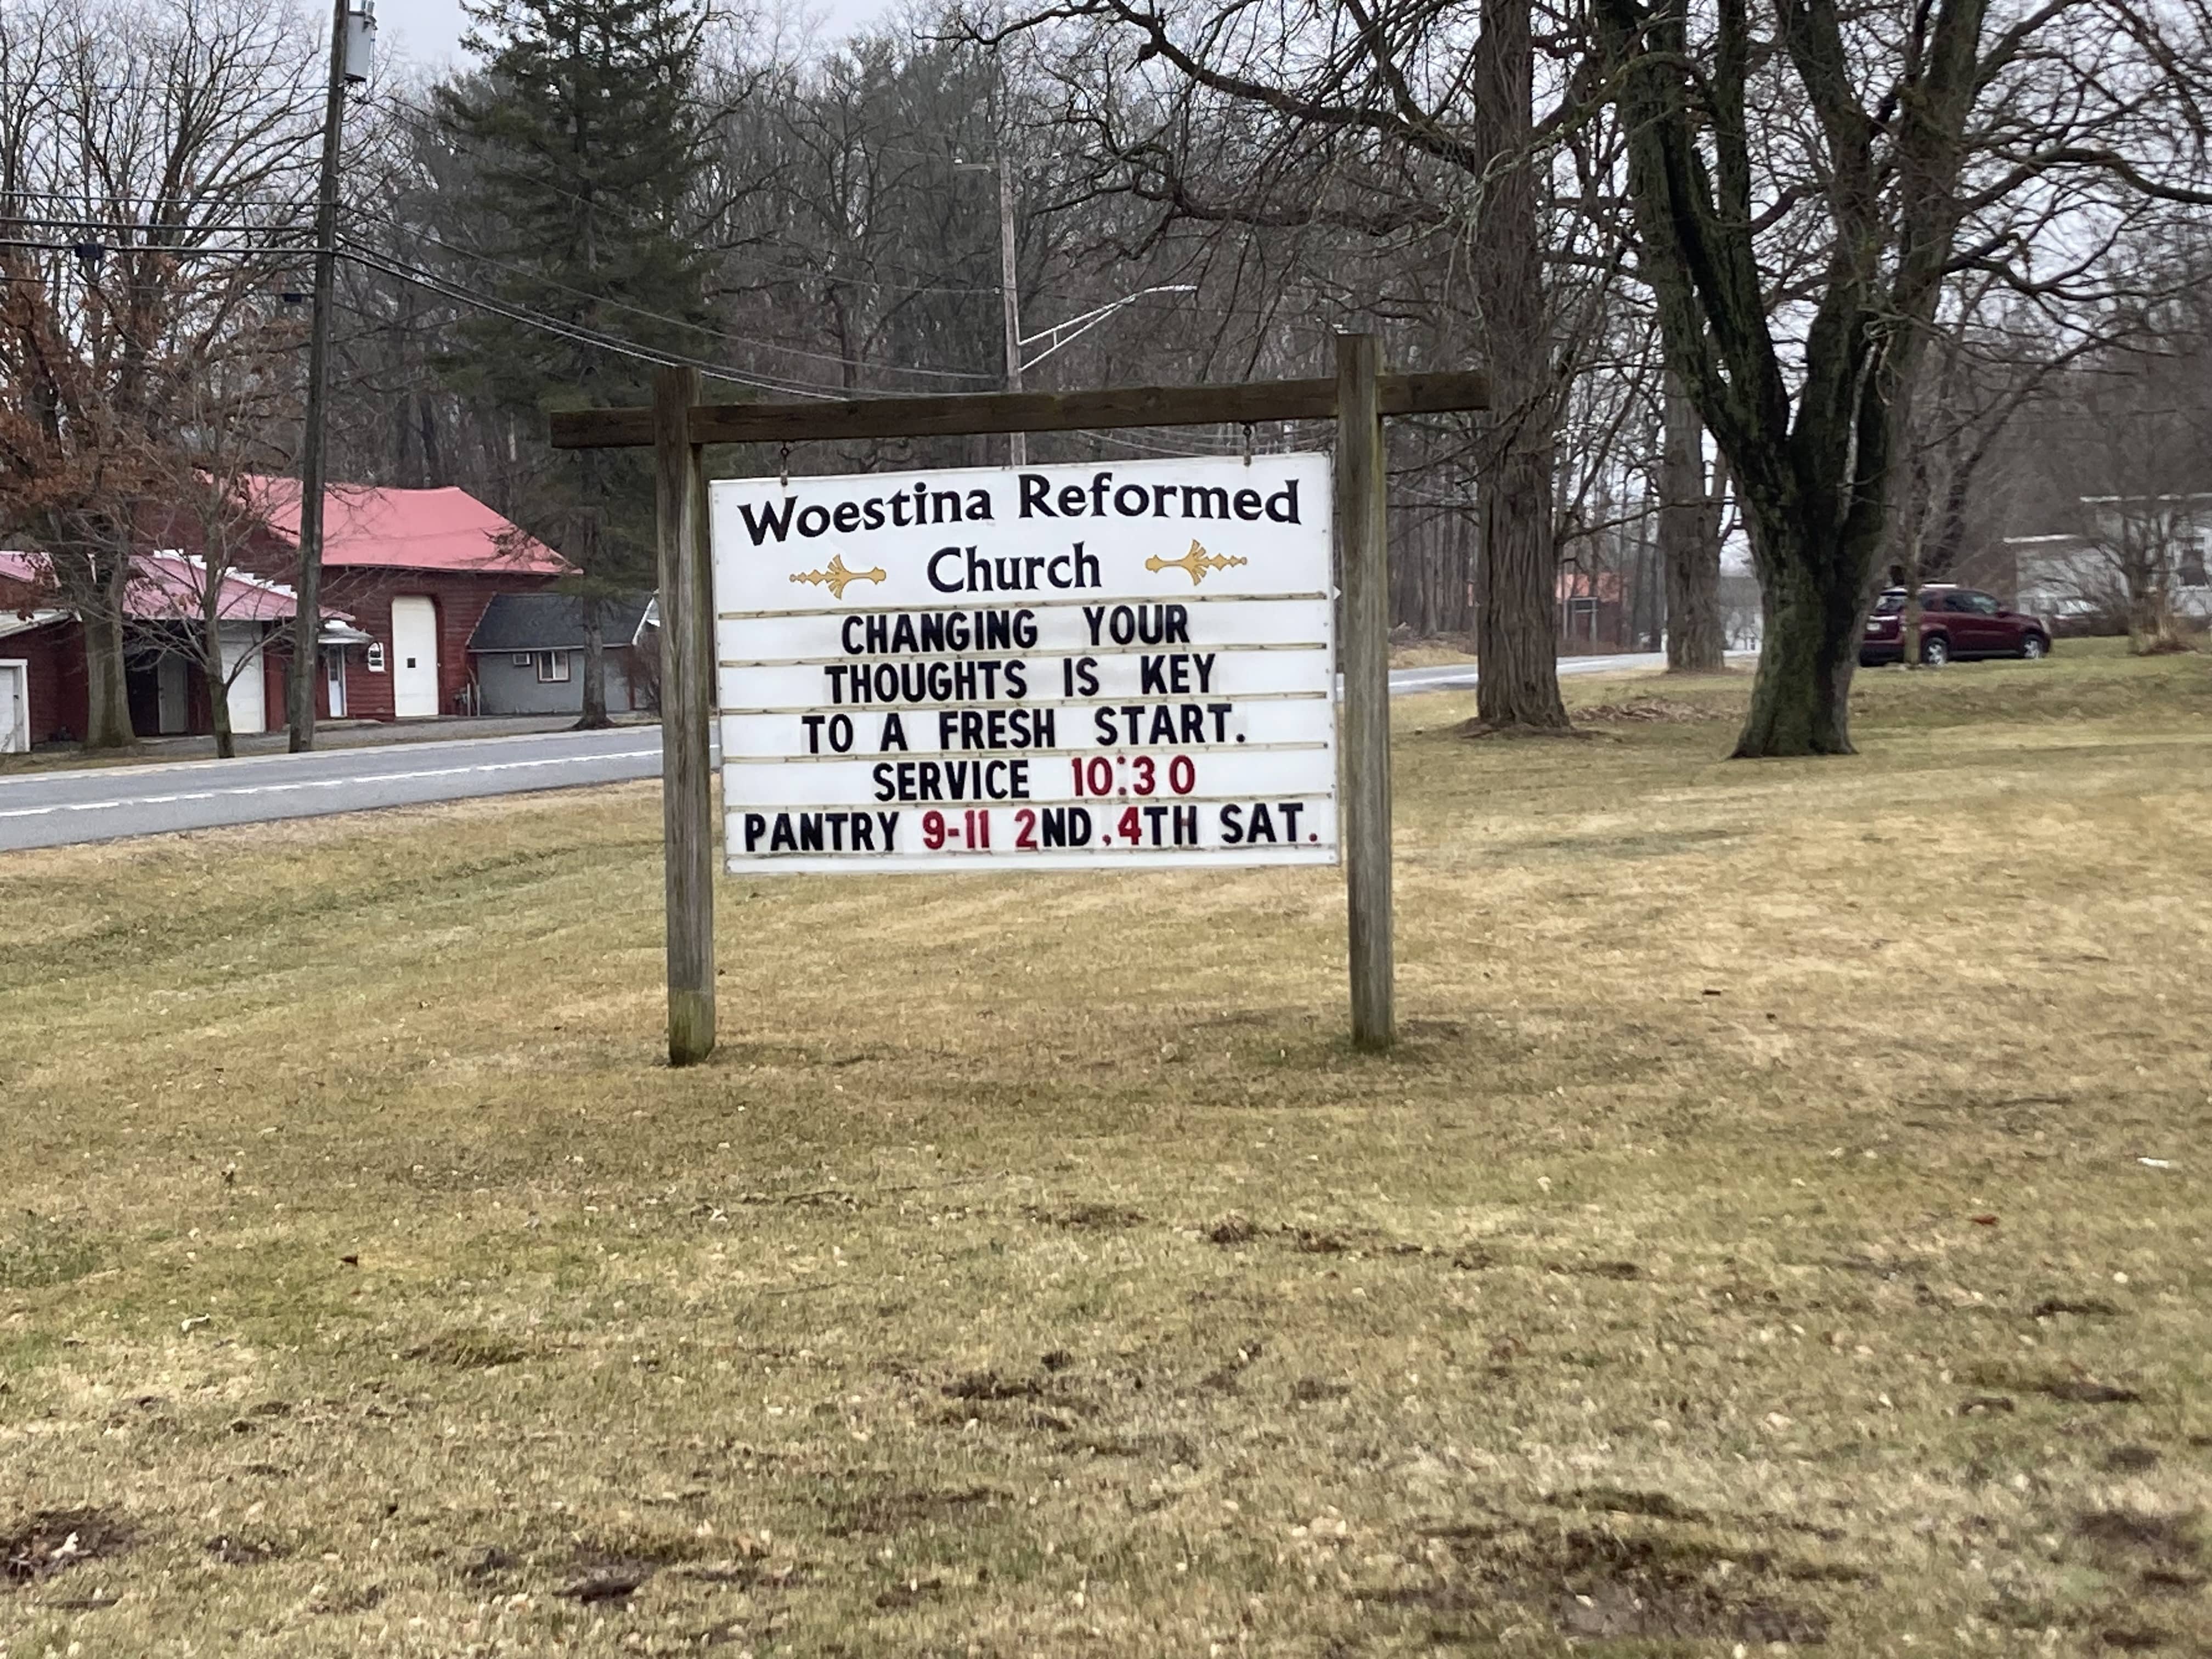 Woestina Reformed
Church
CHANGING YOUR
THOUGHTS IS KEY
TO A FRESH START.
SERVICE 10:30
PANTRY 9-11 2ND.4TH SAT.